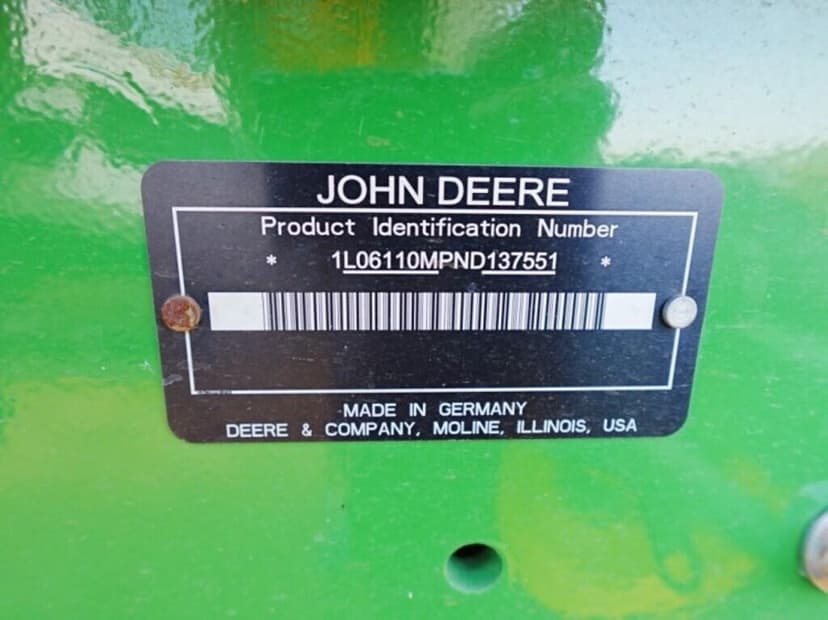 JOHN DEERE
Product Identification Number
* 1L06110MPND137551 *
MADE IN GERMANY
DEERE & COMPANY, MOLINE, ILLINOIS, USA